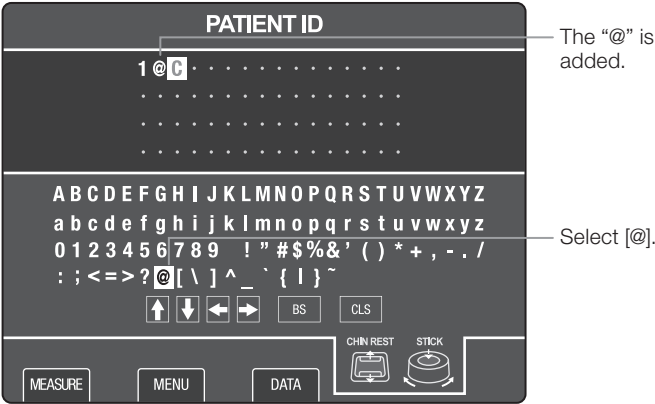 PATIENT ID
The “@” is
added.
1@C·············
················
················
················
ABCDEFGHIJKLMNOPQRSTUVWXYZ
abcdefghijklmnopqrstuvwxyz
0123456789 !”#$%&’()*+,-./
:;<=>?@[\]^_`{|}~
Select [@].
BS CLS
CHIN REST STICK
MEASURE MENU DATA